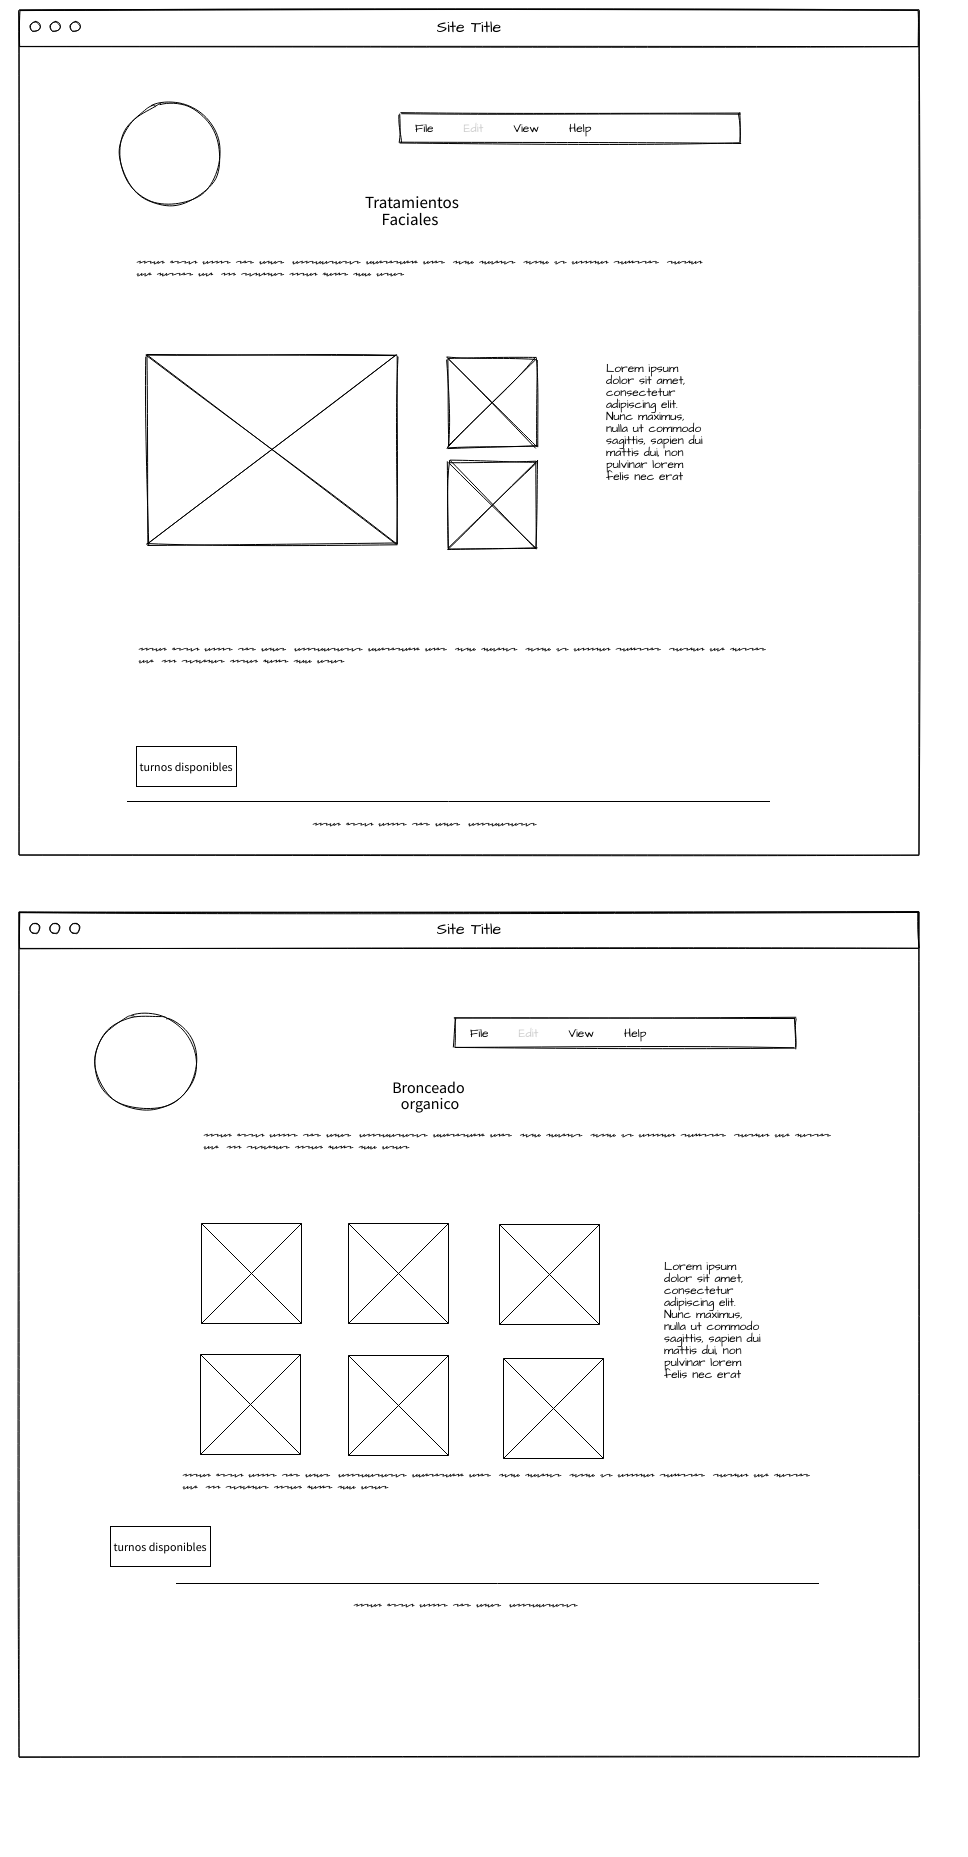 Site Title
File Edit View Help
Tratamientos
Faciales
Lorem ipsum
dolor sit amet,
consectetur
adipiscing elit.
Nunc maximus,
nulla ut commodo
sagittis, sapien dui
mattis dui, non
pulvinar lorem
felis nec erat
turnos disponibles
Site Title
File Edit View Help
Bronceado
organico
Lorem ipsum
dolor sit amet,
consectetur
adipiscing elit.
Nunc maximus,
nulla ut commodo
sagittis, sapien dui
mattis dui, non
pulvinar lorem
felis nec erat
turnos disponibles